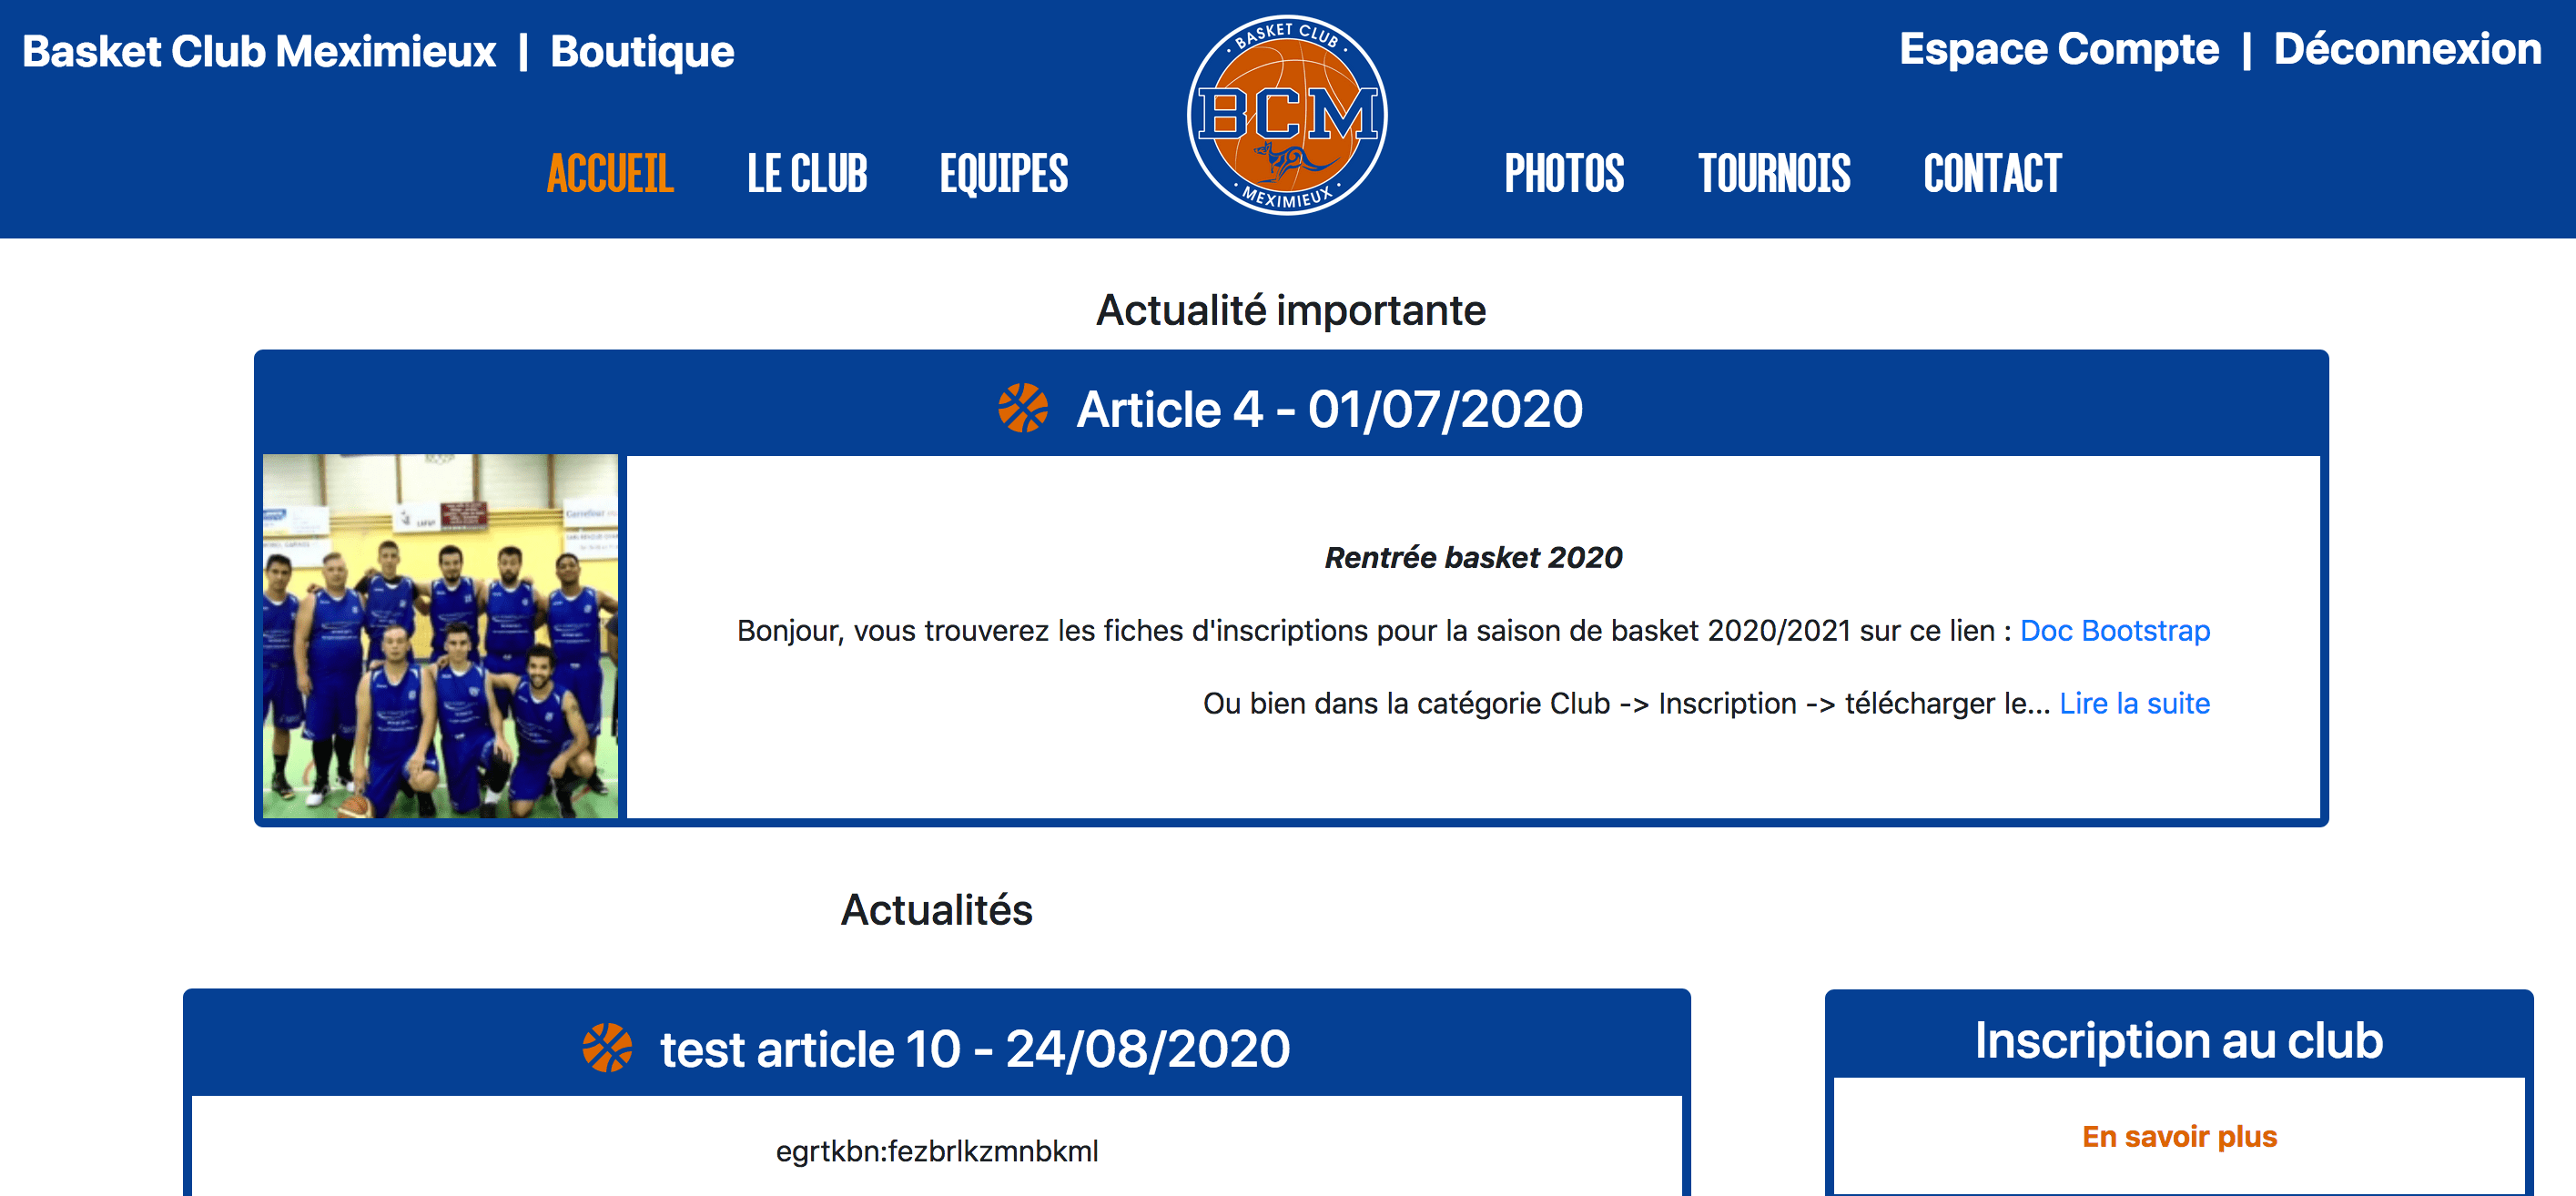 Basket Club Meximieux | Boutique
Espace Compte | Déconnexion
· BASKET CLUB ·
BCM
· MEXIMIEUX ·
ACCUEIL LE CLUB EQUIPES PHOTOS TOURNOIS CONTACT
Actualité importante
Article 4 - 01/07/2020
Carrefour
Rentrée basket 2020
Bonjour, vous trouverez les fiches d'inscriptions pour la saison de basket 2020/2021 sur ce lien : Doc Bootstrap
Ou bien dans la catégorie Club -> Inscription -> télécharger le... Lire la suite
Actualités
test article 10 - 24/08/2020
egrtkbn:fezbrlkzmnbkml
Inscription au club
En savoir plus